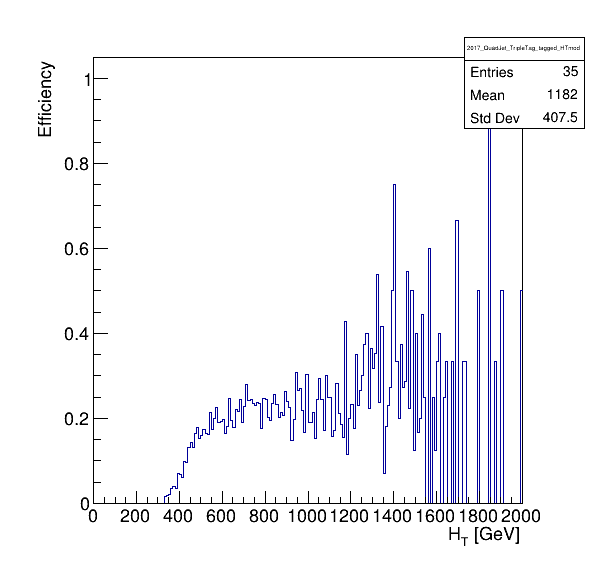 2017_QuadJet_TripleTag_tagged_HTmod
Entries 35
Mean 1182
Std Dev 407.5
Efficiency
1
0.8
0.6
0.4
0.2
0
0 200 400 600 800 1000 1200 1400 1600 1800 2000
H_T [GeV]